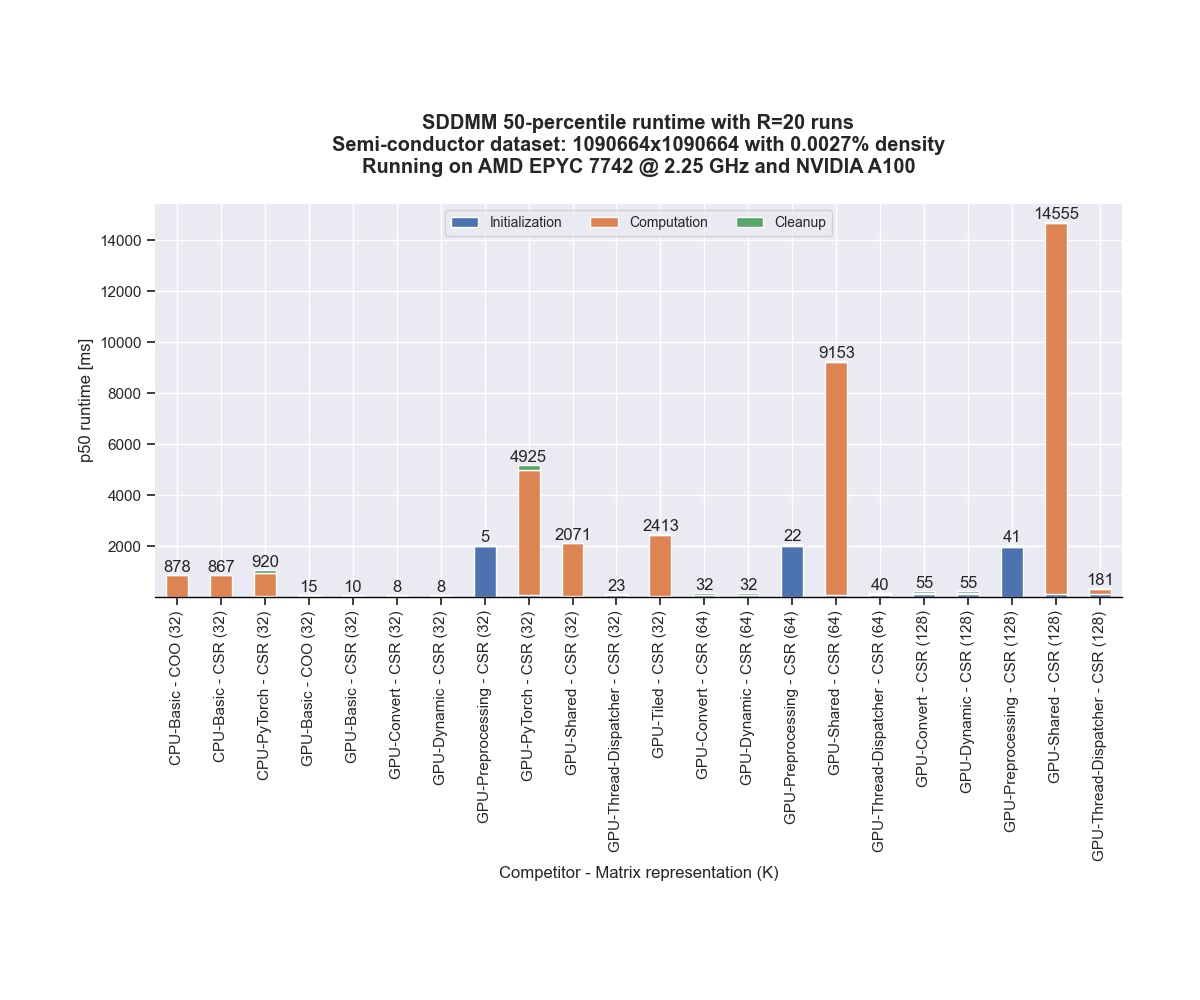 SDDMM 50-percentile runtime with R=20 runs
Semi-conductor dataset: 1090664x1090664 with 0.0027% density
Running on AMD EPYC 7742 @ 2.25 GHz and NVIDIA A100
Initialization
Computation
Cleanup
p50 runtime [ms]
14000
12000
10000
8000
6000
4000
2000
878
867
920
15
10
8
8
5
4925
2071
23
2413
32
32
22
9153
40
55
55
41
14555
181
CPU-Basic - COO (32)
CPU-Basic - CSR (32)
CPU-PyTorch - CSR (32)
GPU-Basic - COO (32)
GPU-Basic - CSR (32)
GPU-Convert - CSR (32)
GPU-Dynamic - CSR (32)
GPU-Preprocessing - CSR (32)
GPU-PyTorch - CSR (32)
GPU-Shared - CSR (32)
GPU-Thread-Dispatcher - CSR (32)
GPU-Tiled - CSR (32)
GPU-Convert - CSR (64)
GPU-Dynamic - CSR (64)
GPU-Preprocessing - CSR (64)
GPU-Shared - CSR (64)
GPU-Thread-Dispatcher - CSR (64)
GPU-Convert - CSR (128)
GPU-Dynamic - CSR (128)
GPU-Preprocessing - CSR (128)
GPU-Shared - CSR (128)
GPU-Thread-Dispatcher - CSR (128)
Competitor - Matrix representation (K)